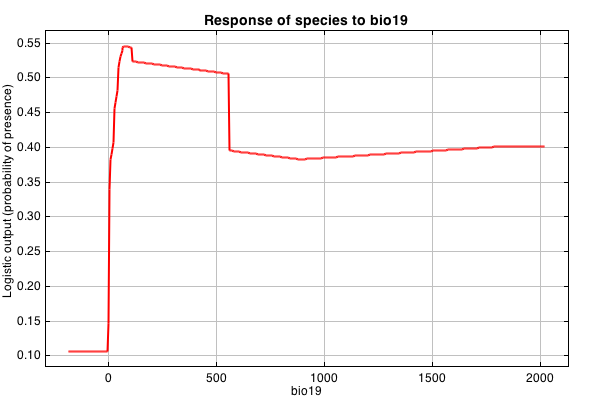 Response of species to bio19
Logistic output (probability of presence)
0.55
0.50
0.45
0.40
0.35
0.30
0.25
0.20
0.15
0.10
0 500 1000 1500 2000
bio19